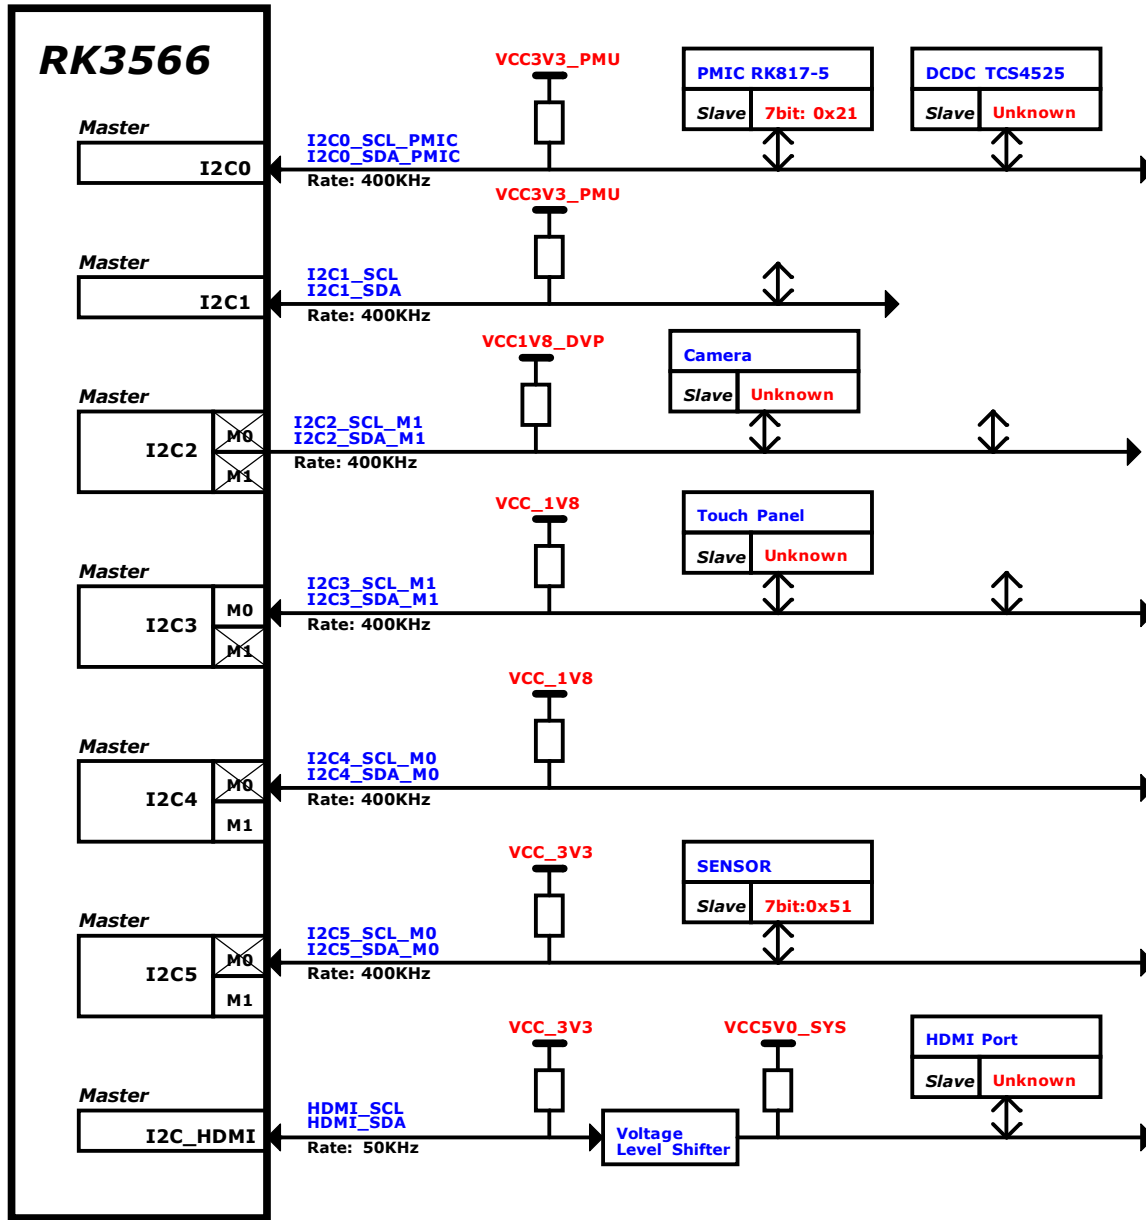 RK3566
VCC3V3_PMU
PMIC RK817-5
DCDC TCS4525
Slave 7bit: 0x21
Slave Unknown
Master
I2C0
I2C0_SCL_PMIC
I2C0_SDA_PMIC
Rate: 400KHz
VCC3V3_PMU
Master
I2C1
I2C1_SCL
I2C1_SDA
Rate: 400KHz
VCC1V8_DVP
Camera
Slave Unknown
Master
I2C2
M0
M1
I2C2_SCL_M1
I2C2_SDA_M1
Rate: 400KHz
VCC_1V8
Touch Panel
Slave Unknown
Master
I2C3
M0
M1
I2C3_SCL_M1
I2C3_SDA_M1
Rate: 400KHz
VCC_1V8
Master
I2C4
M0
M1
I2C4_SCL_M0
I2C4_SDA_M0
Rate: 400KHz
VCC_3V3
SENSOR
Slave 7bit:0x51
Master
I2C5
M0
M1
I2C5_SCL_M0
I2C5_SDA_M0
Rate: 400KHz
VCC_3V3
VCC5V0_SYS
HDMI Port
Slave Unknown
Master
I2C_HDMI
HDMI_SCL
HDMI_SDA
Rate: 50KHz
Voltage
Level Shifter